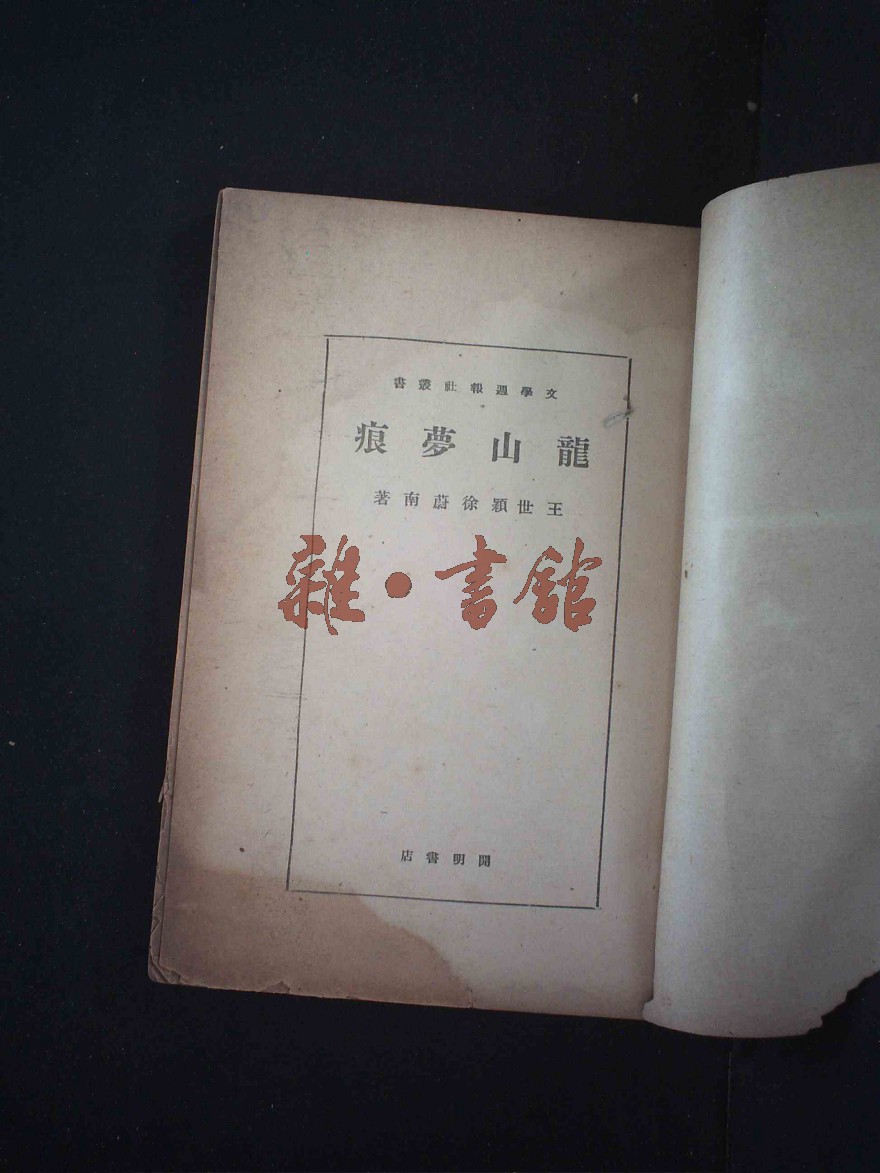 文學週報社叢書
龍山夢痕
王世穎徐蔚南著
雜·書館
開明書店